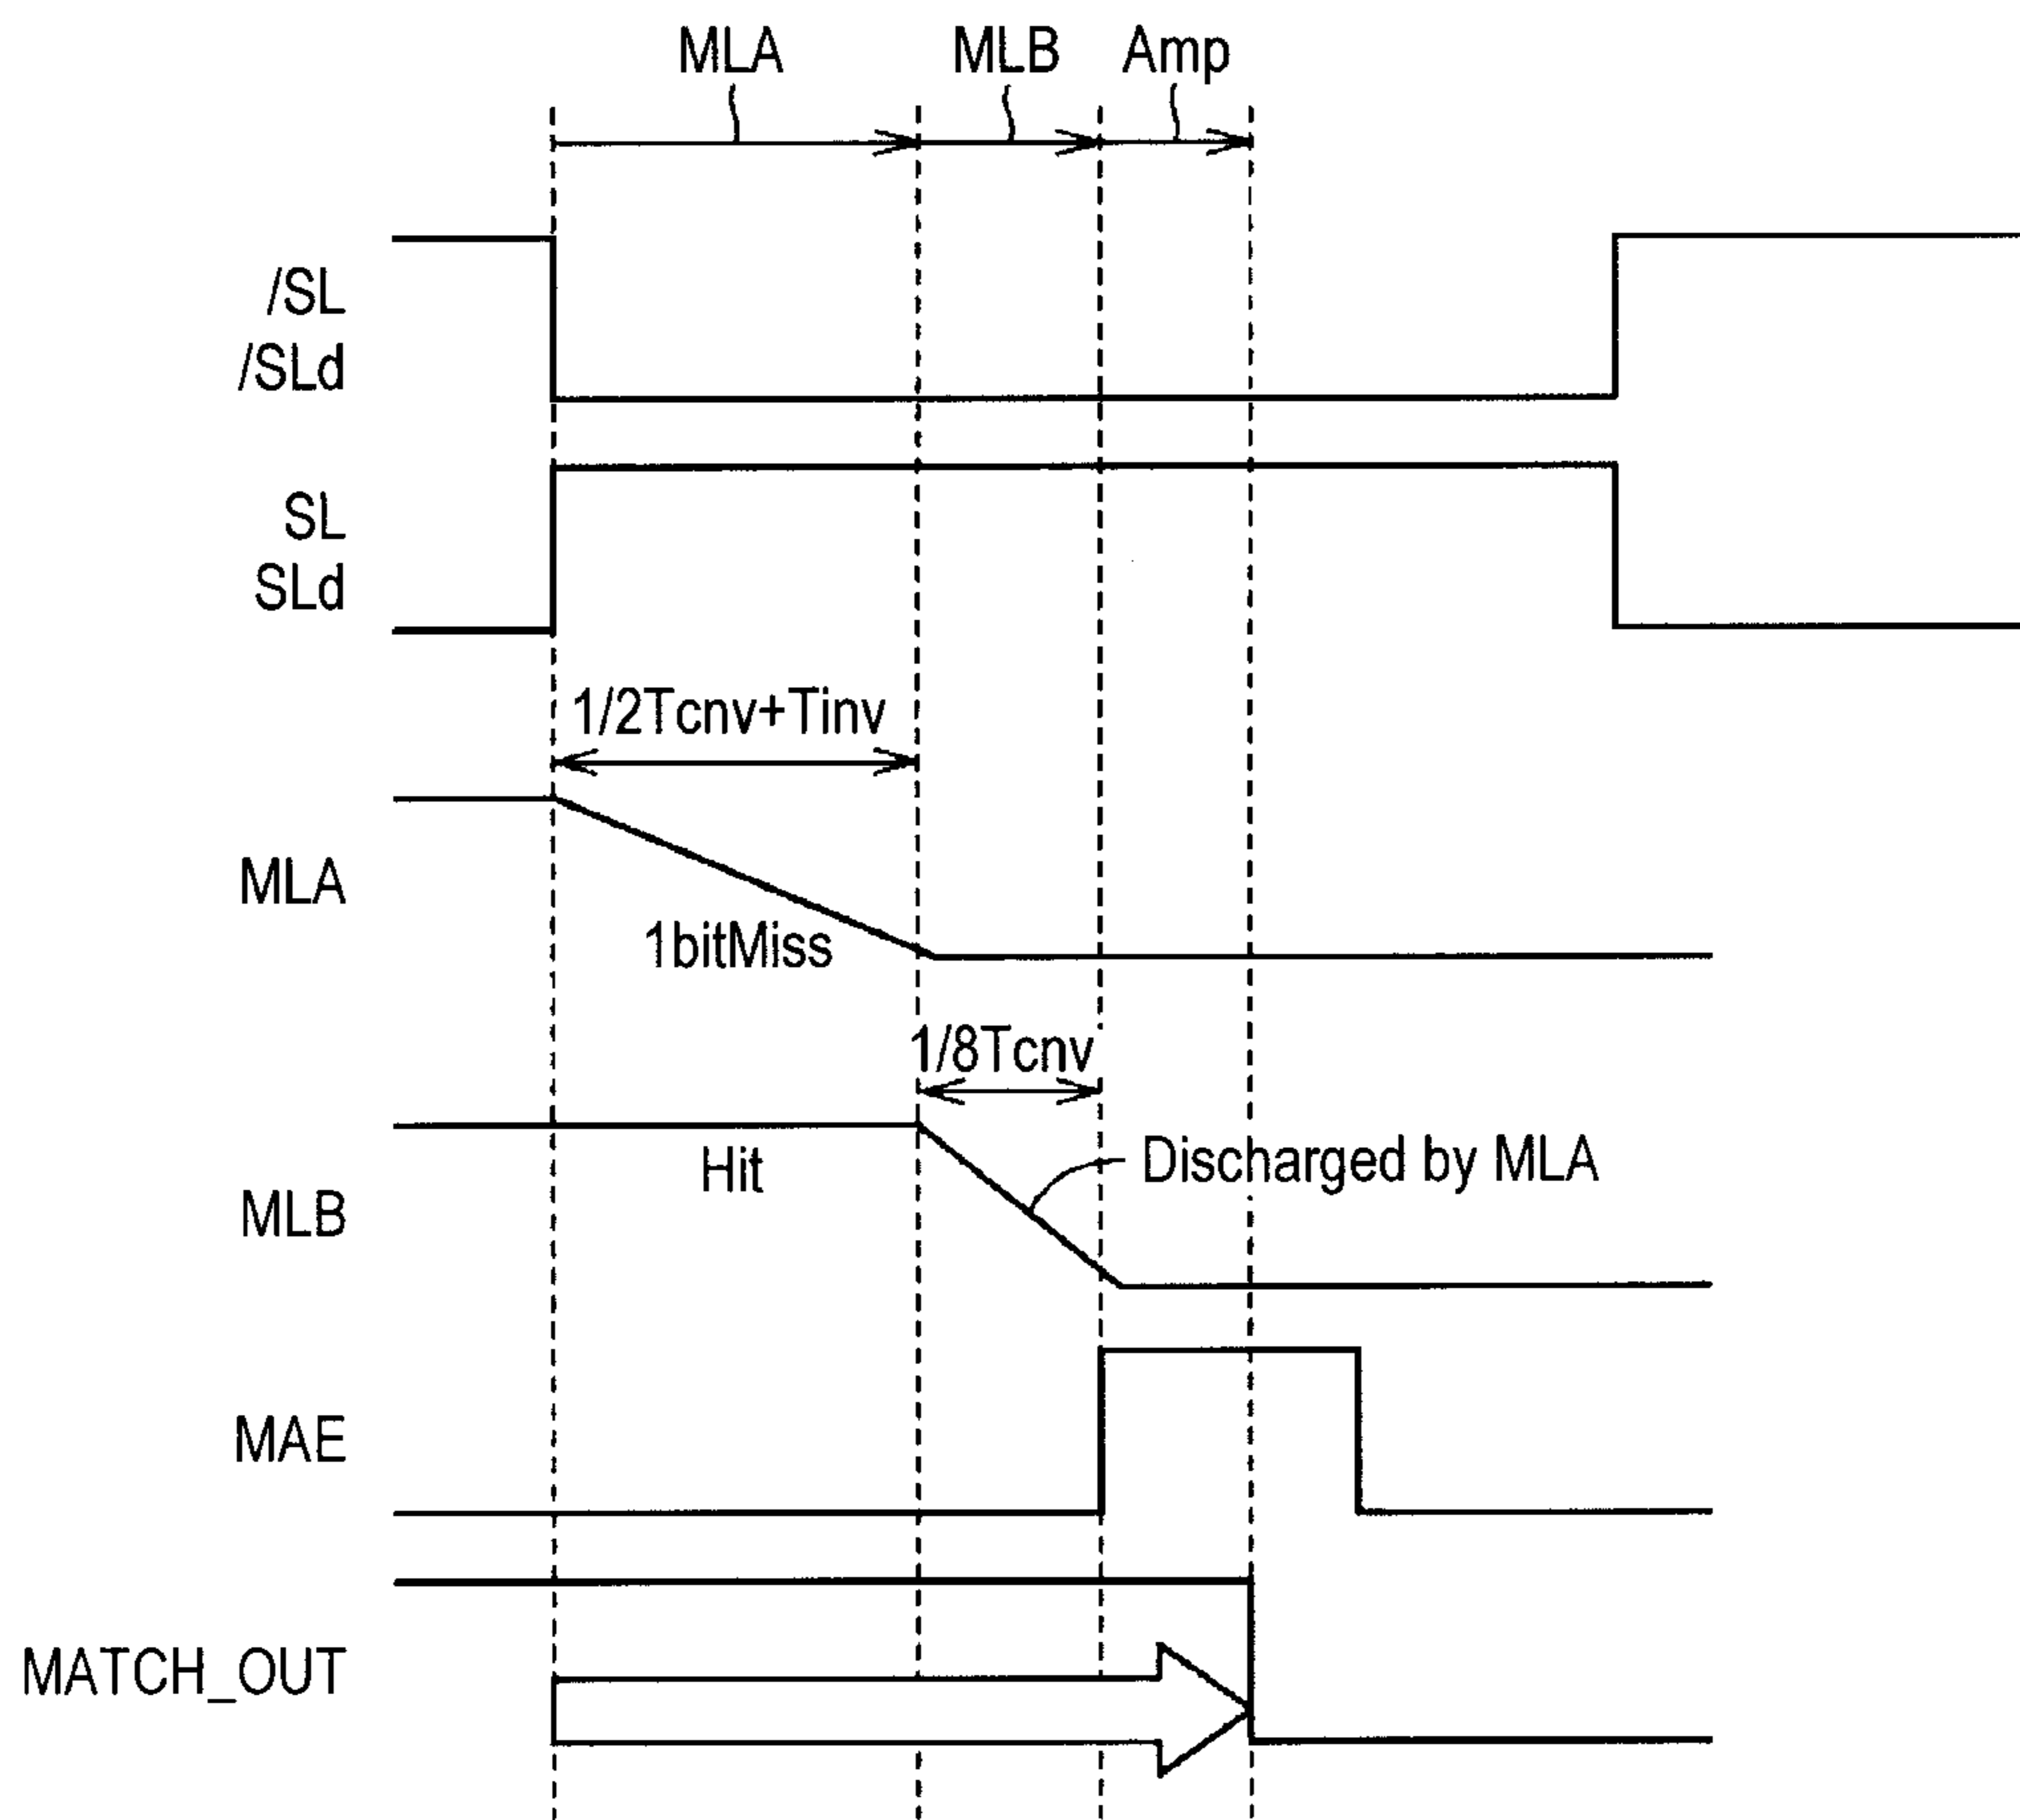 MLA MLB Amp
/SL
/SLd
SL
SLd
1/2Tcnv+Tinv
MLA
1bitMiss
1/8Tcnv
Hit
Discharged by MLA
MLB
MAE
MATCH_OUT